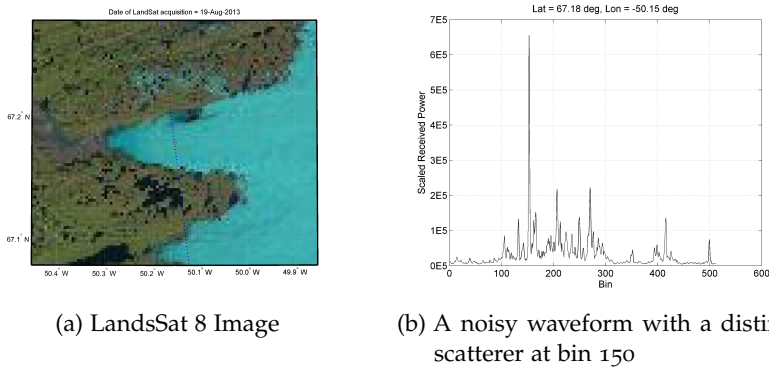 Date of LandSat acquisition = 19-Aug-2013
67.2° N
67.1° N
50.4° W 50.3° W 50.2° W 50.1° W 50.0° W 49.9° W
(a) LandsSat 8 Image
Lat = 67.18 deg, Lon = -50.15 deg
Scaled Received Power
7E5
6E5
5E5
4E5
3E5
2E5
1E5
0E5
0 100 200 300 400 500 600
Bin
(b) A noisy waveform with a distin
scatterer at bin 150